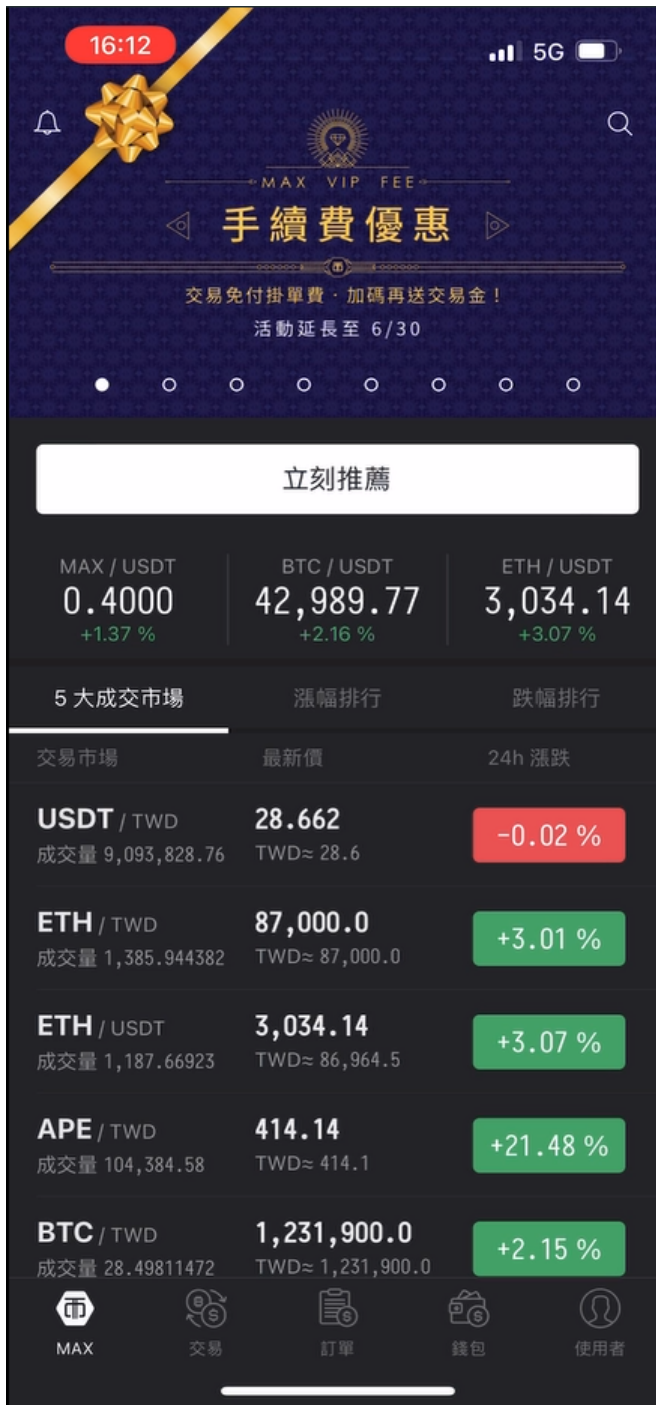 16:12
5G
MAX VIP FEE
手續費優惠
交易免付掛單費·加碼再送交易金!
活動延長至 6/30
立刻推薦
MAX / USDT BTC / USDT ETH / USDT
0.4000 42,989.77 3,034.14
+1.37 % +2.16 % +3.07 %
5 大成交市場 漲幅排行 跌幅排行
交易市場 最新價 24h 漲跌
USDT / TWD 28.662 -0.02 %
成交量 9,093,828.76 TWD≈ 28.6
ETH / TWD 87,000.0 +3.01 %
成交量 1,385.944382 TWD≈ 87,000.0
ETH / USDT 3,034.14 +3.07 %
成交量 1,187.66923 TWD≈ 86,964.5
APE / TWD 414.14 +21.48 %
成交量 104,384.58 TWD≈ 414.1
BTC / TWD 1,231,900.0 +2.15 %
成交量 28.49811472 TWD≈ 1,231,900.0
MAX 交易 訂單 錢包 使用者